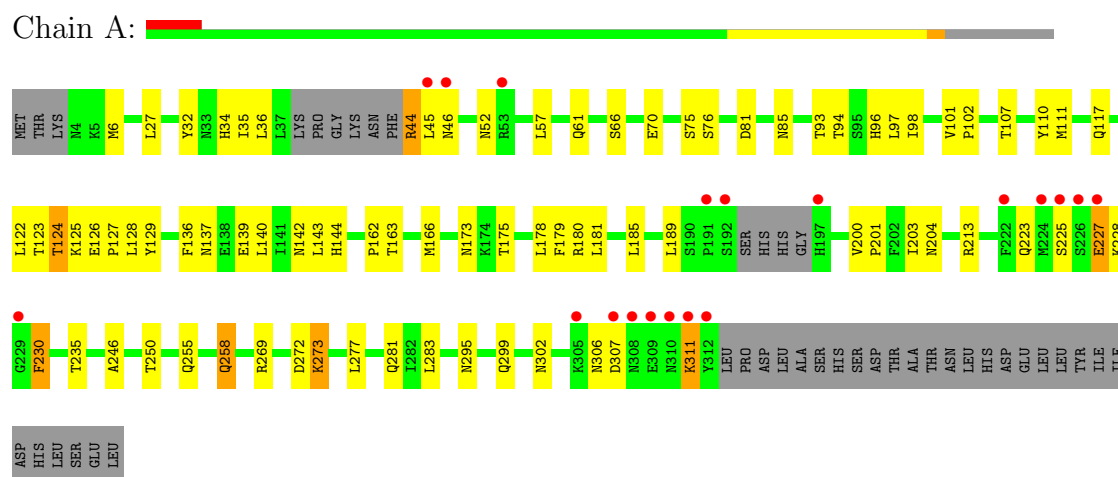 Chain A:
MET THR LYS N4 K5 M6 L27 Y32 N33 H34 I35 L36 L37 LYS PRO GLY LYS ASN PHE R44 L45 N46 N52 R53 L57 Q61 S66 E70 S75 S76 D81 N85 T93 T94 S95 H96 L97 I98 V101 P102 T107 Y110 M111 Q117
L122 T123 T124 K125 E126 P127 L128 Y129 F136 N137 E138 E139 L140 I141 N142 L143 H144 P162 T163 M166 N173 K174 T175 L178 F179 R180 L181 L185 L189 S190 P191 S192 SER HIS HIS GLY H197 V200 P201 F202 I203 N204 R213 F222 Q223 M224 S225 S226 E227 K228
G229 F230 T235 A246 T250 Q255 Q258 R269 D272 K273 L277 Q281 I282 L283 N295 Q299 N302 K305 N306 D307 N308 E309 N310 K311 Y312 LEU PRO ASP LEU ALA SER HIS SER ASP THR ALA THR ASN LEU HIS ASP GLU LEU LEU TYR ILE ILE
ASP HIS LEU SER GLU LEU